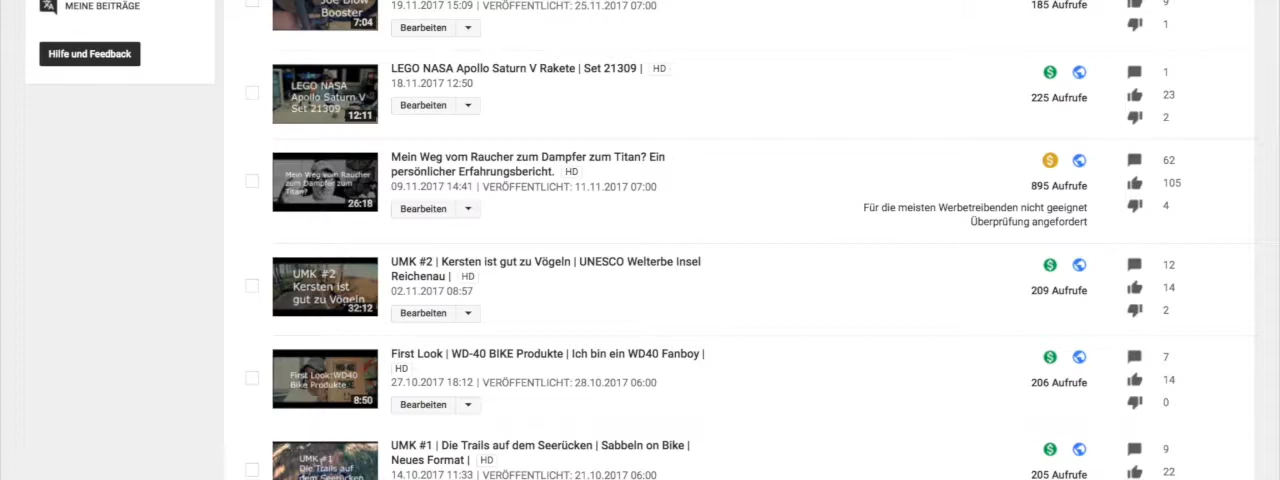 MEINE BEITRÄGE
Hilfe und Feedback
Joe Blow
Booster
7:04
19.11.2017 15:09 | VERÖFFENTLICHT: 25.11.2017 07:00
Bearbeiten
185 Aufrufe
9
1
LEGO NASA
Apollo Saturn V
Set 21309
12:11
LEGO NASA Apollo Saturn V Rakete | Set 21309 | HD
18.11.2017 12:50
Bearbeiten
225 Aufrufe
1
23
2
Mein Weg vom Raucher
zum Dampfer zum
Titan?
26:18
Mein Weg vom Raucher zum Dampfer zum Titan? Ein
persönlicher Erfahrungsbericht. HD
09.11.2017 14:41 | VERÖFFENTLICHT: 11.11.2017 07:00
Bearbeiten
895 Aufrufe
Für die meisten Werbetreibenden nicht geeignet
Überprüfung angefordert
62
105
4
UMK #2
Kersten ist
gut zu Vögeln
32:12
UMK #2 | Kersten ist gut zu Vögeln | UNESCO Welterbe Insel
Reichenau | HD
02.11.2017 08:57
Bearbeiten
209 Aufrufe
12
14
2
First Look:WD40
Bike Produkte
8:50
First Look | WD-40 BIKE Produkte | Ich bin ein WD40 Fanboy |
HD
27.10.2017 18:12 | VERÖFFENTLICHT: 28.10.2017 06:00
Bearbeiten
206 Aufrufe
7
14
0
UMK #1
Die Trails auf
dem Seerücken
UMK #1 | Die Trails auf dem Seerücken | Sabbeln on Bike |
Neues Format | HD
14.10.2017 11:33 | VERÖFFENTLICHT: 21.10.2017 06:00
205 Aufrufe
9
22